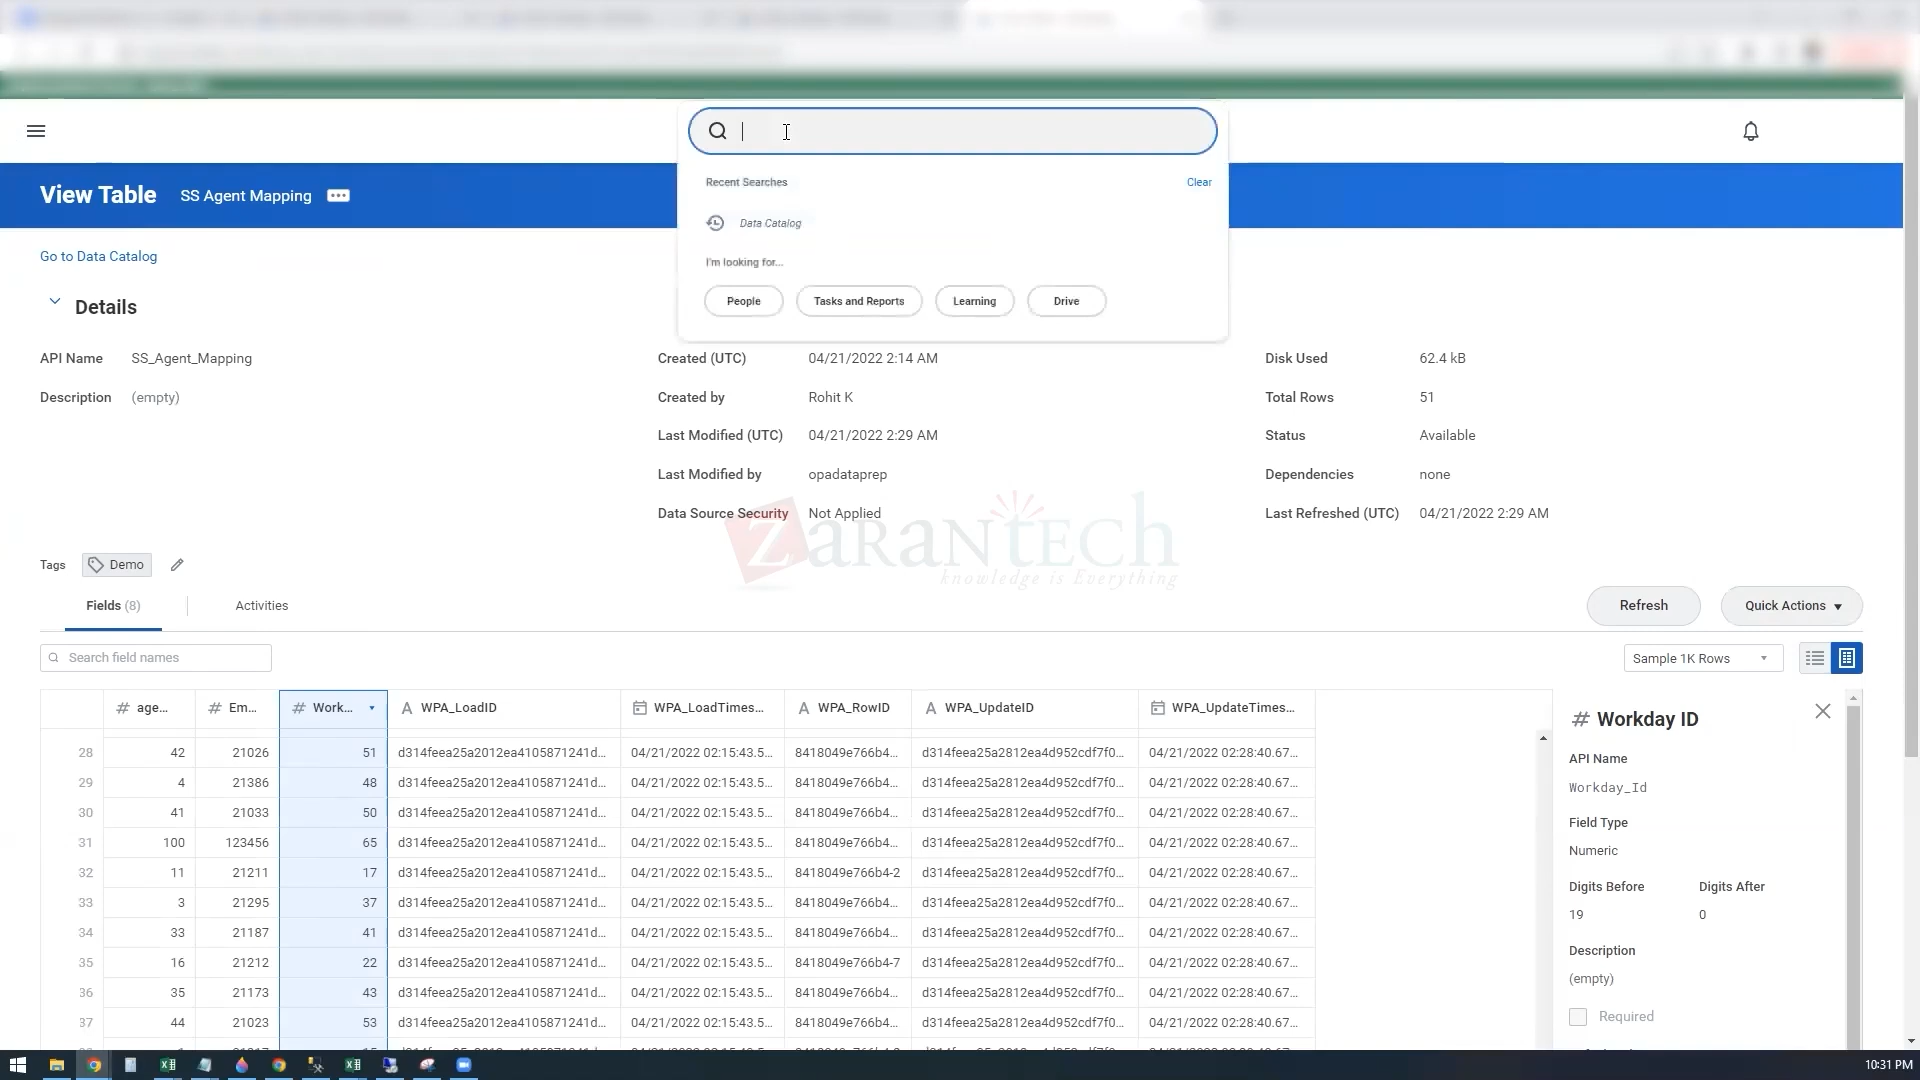 View Table SS Agent Mapping
Recent Searches Clear
Data Catalog
I'm looking for...
People Tasks and Reports Learning Drive
Go to Data Catalog
Details
API Name SS_Agent_Mapping Created (UTC) 04/21/2022 2:14 AM Disk Used 62.4 kB
Description (empty) Created by Rohit K Total Rows 51
Last Modified (UTC) 04/21/2022 2:29 AM Status Available
Last Modified by opadataprep Dependencies none
Data Source Security Not Applied Last Refreshed (UTC) 04/21/2022 2:29 AM
ZaranTech
knowledge is Everything
Tags Demo
Fields (8) Activities Refresh Quick Actions
Search field names Sample 1K Rows
# age... # Em... # Work... A WPA_LoadID WPA_LoadTimes... A WPA_RowID A WPA_UpdateID WPA_UpdateTimes...
28 42 21026 51 d314feea25a2012ea4105871241d... 04/21/2022 02:15:43.5... 8418049e766b4... d314feea25a2812ea4d952cdf7f0... 04/21/2022 02:28:40.67...
29 4 21386 48 d314feea25a2012ea4105871241d... 04/21/2022 02:15:43.5... 8418049e766b4... d314feea25a2812ea4d952cdf7f0... 04/21/2022 02:28:40.67...
30 41 21033 50 d314feea25a2012ea4105871241d... 04/21/2022 02:15:43.5... 8418049e766b4... d314feea25a2812ea4d952cdf7f0... 04/21/2022 02:28:40.67...
31 100 123456 65 d314feea25a2012ea4105871241d... 04/21/2022 02:15:43.5... 8418049e766b4... d314feea25a2812ea4d952cdf7f0... 04/21/2022 02:28:40.67...
32 11 21211 17 d314feea25a2012ea4105871241d... 04/21/2022 02:15:43.5... 8418049e766b4-2 d314feea25a2812ea4d952cdf7f0... 04/21/2022 02:28:40.67...
33 3 21295 37 d314feea25a2012ea4105871241d... 04/21/2022 02:15:43.5... 8418049e766b4... d314feea25a2812ea4d952cdf7f0... 04/21/2022 02:28:40.67...
34 33 21187 41 d314feea25a2012ea4105871241d... 04/21/2022 02:15:43.5... 8418049e766b4... d314feea25a2812ea4d952cdf7f0... 04/21/2022 02:28:40.67...
35 16 21212 22 d314feea25a2012ea4105871241d... 04/21/2022 02:15:43.5... 8418049e766b4-7 d314feea25a2812ea4d952cdf7f0... 04/21/2022 02:28:40.67...
36 35 21173 43 d314feea25a2012ea4105871241d... 04/21/2022 02:15:43.5... 8418049e766b4... d314feea25a2812ea4d952cdf7f0... 04/21/2022 02:28:40.67...
37 44 21023 53 d314feea25a2012ea4105871241d... 04/21/2022 02:15:43.5... 8418049e766b4... d314feea25a2812ea4d952cdf7f0... 04/21/2022 02:28:40.67...
# Workday ID
API Name
Workday_Id
Field Type
Numeric
Digits Before Digits After
19 0
Description
(empty)
Required
10:31 PM